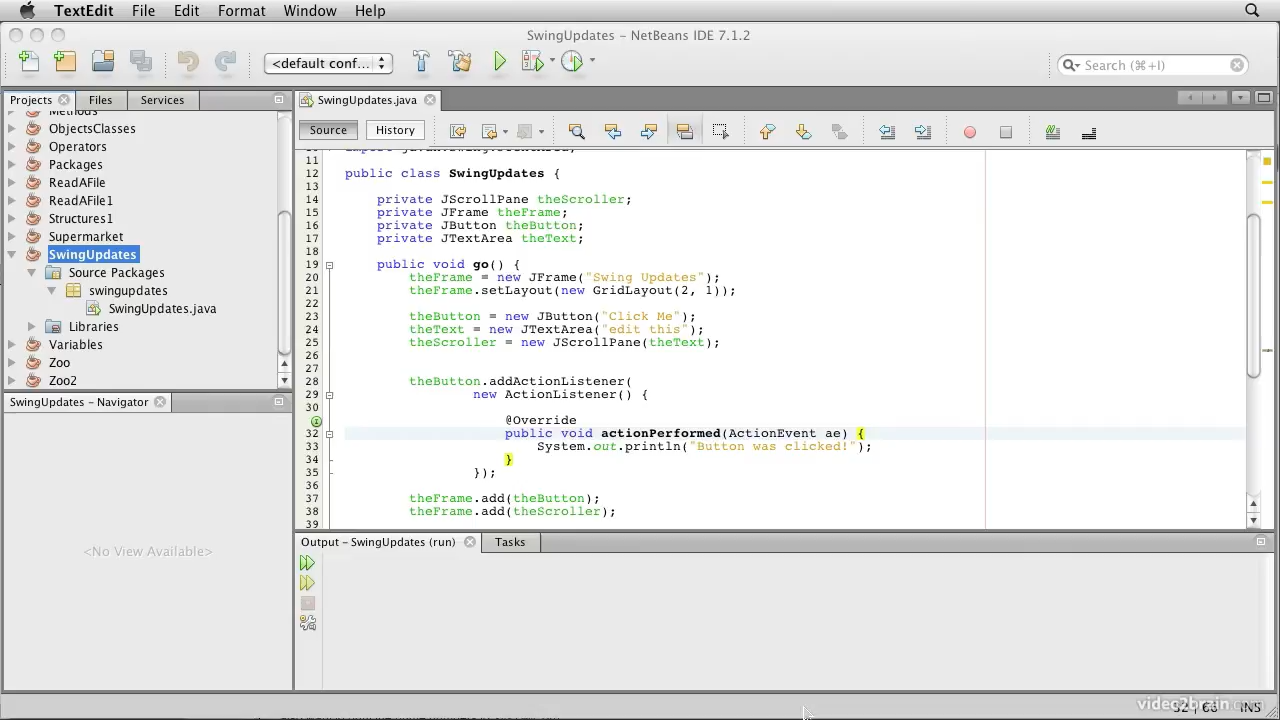 TextEdit File Edit Format Window Help
SwingUpdates – NetBeans IDE 7.1.2
<default conf...
Search (⌘+I)
Projects Files Services
SwingUpdates.java
Source History
Methods
ObjectsClasses
Operators
Packages
ReadAFile
ReadAFile1
Structures1
Supermarket
SwingUpdates
Source Packages
swingupdates
SwingUpdates.java
Libraries
Variables
Zoo
Zoo2
SwingUpdates – Navigator
<No View Available>
11
12 public class SwingUpdates {
13
14 private JScrollPane theScroller;
15 private JFrame theFrame;
16 private JButton theButton;
17 private JTextArea theText;
18
19 public void go() {
20 theFrame = new JFrame("Swing Updates");
21 theFrame.setLayout(new GridLayout(2, 1));
22
23 theButton = new JButton("Click Me");
24 theText = new JTextArea("edit this");
25 theScroller = new JScrollPane(theText);
26
27
28 theButton.addActionListener(
29 new ActionListener() {
30
@Override
32 public void actionPerformed(ActionEvent ae) {
33 System.out.println("Button was clicked!");
34 }
35 });
36
37 theFrame.add(theButton);
38 theFrame.add(theScroller);
39
Output – SwingUpdates (run) Tasks
video2brain
INS